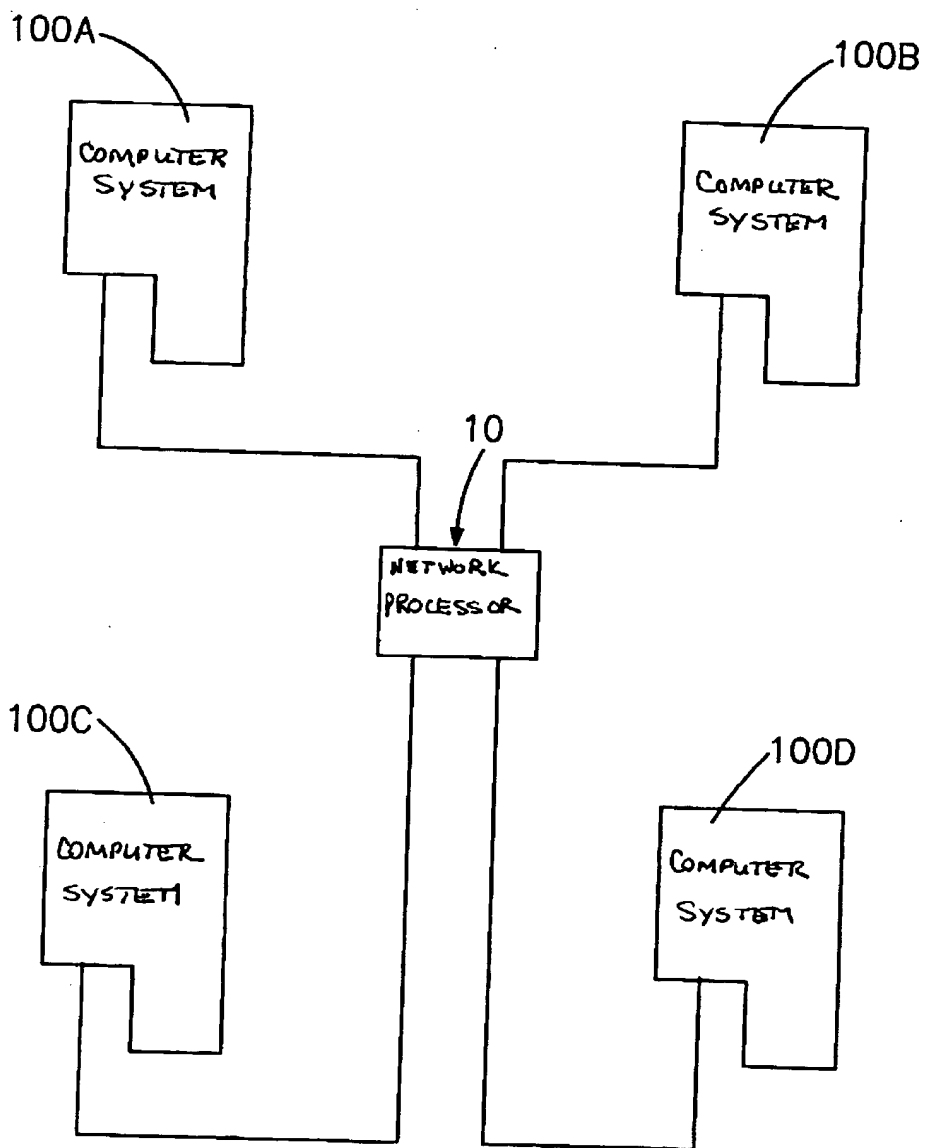 100A
100B
COMPUTER
SYSTEM
COMPUTER
SYSTEM
10
NETWORK
PROCESSOR
100C
100D
COMPUTER
SYSTEM
COMPUTER
SYSTEM